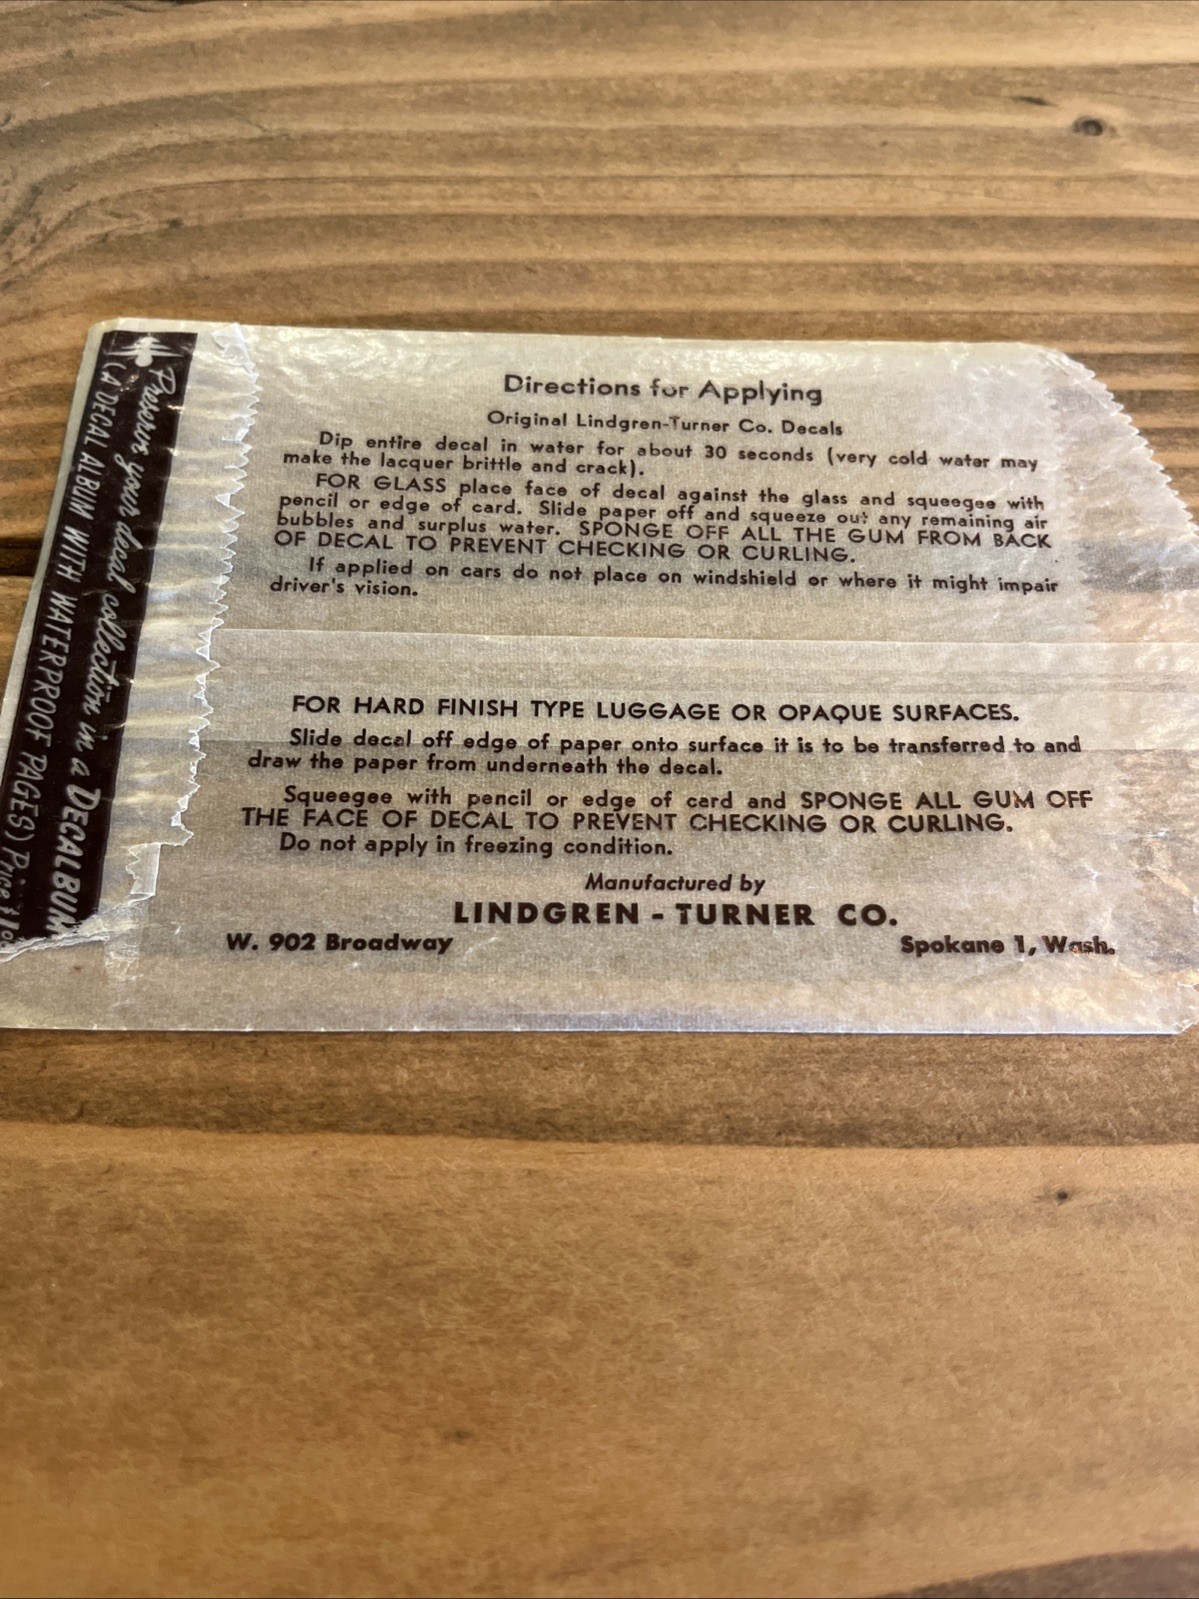 Directions for Applying
Original Lindgren-Turner Co. Decals
Dip entire decal in water for about 30 seconds (very cold water may
make the lacquer brittle and crack).
FOR GLASS place face of decal against the glass and squeegee with
pencil or edge of card. Slide paper off and squeeze out any remaining air
bubbles and surplus water. SPONGE OFF ALL THE GUM FROM BACK
OF DECAL TO PREVENT CHECKING OR CURLING.
If applied on cars do not place on windshield or where it might impair
driver's vision.
FOR HARD FINISH TYPE LUGGAGE OR OPAQUE SURFACES.
Slide decal off edge of paper onto surface it is to be transferred to and
draw the paper from underneath the decal.
Squeegee with pencil or edge of card and SPONGE ALL GUM OFF
THE FACE OF DECAL TO PREVENT CHECKING OR CURLING.
Do not apply in freezing condition.
Manufactured by
LINDGREN - TURNER CO.
W. 902 Broadway Spokane 1, Wash.
Preserve your decal collection in a DECALBUM
(A DECAL ALBUM WITH WATERPROOF PAGES) Price